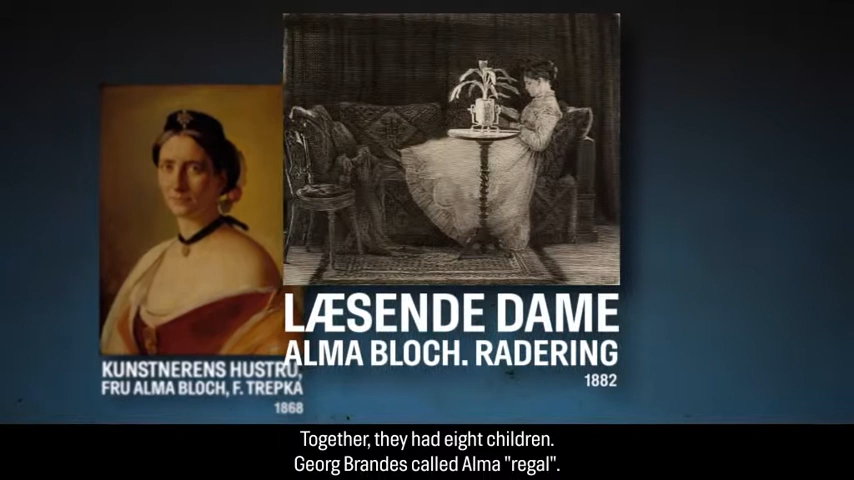 LÆSENDE DAME
ALMA BLOCH. RADERING
1882
KUNSTNERENS HUSTRU,
FRU ALMA BLOCH, F. TREPKA
1868
Together, they had eight children.
Georg Brandes called Alma "regal".